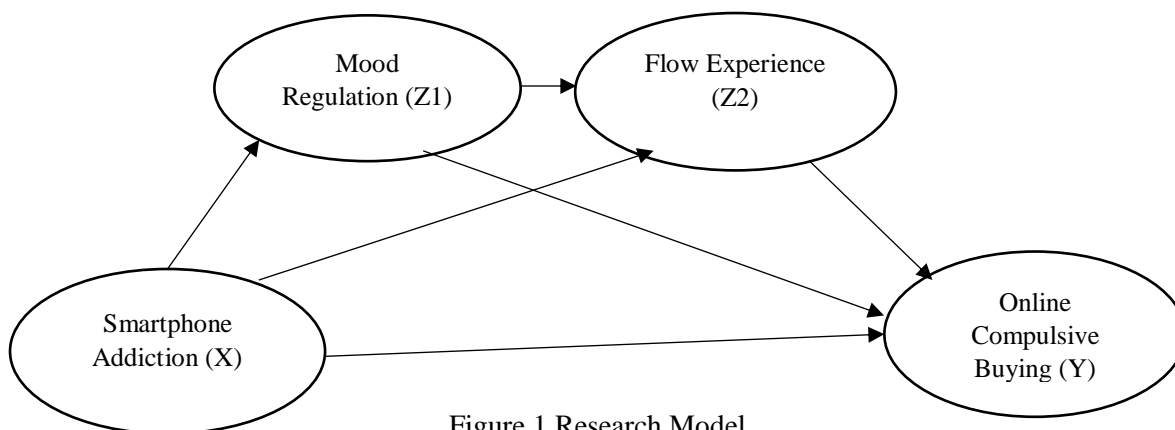 Mood
Regulation (Z1)
Flow Experience
(Z2)
Smartphone
Addiction (X)
Online
Compulsive
Buying (Y)
Figure 1 Research Model